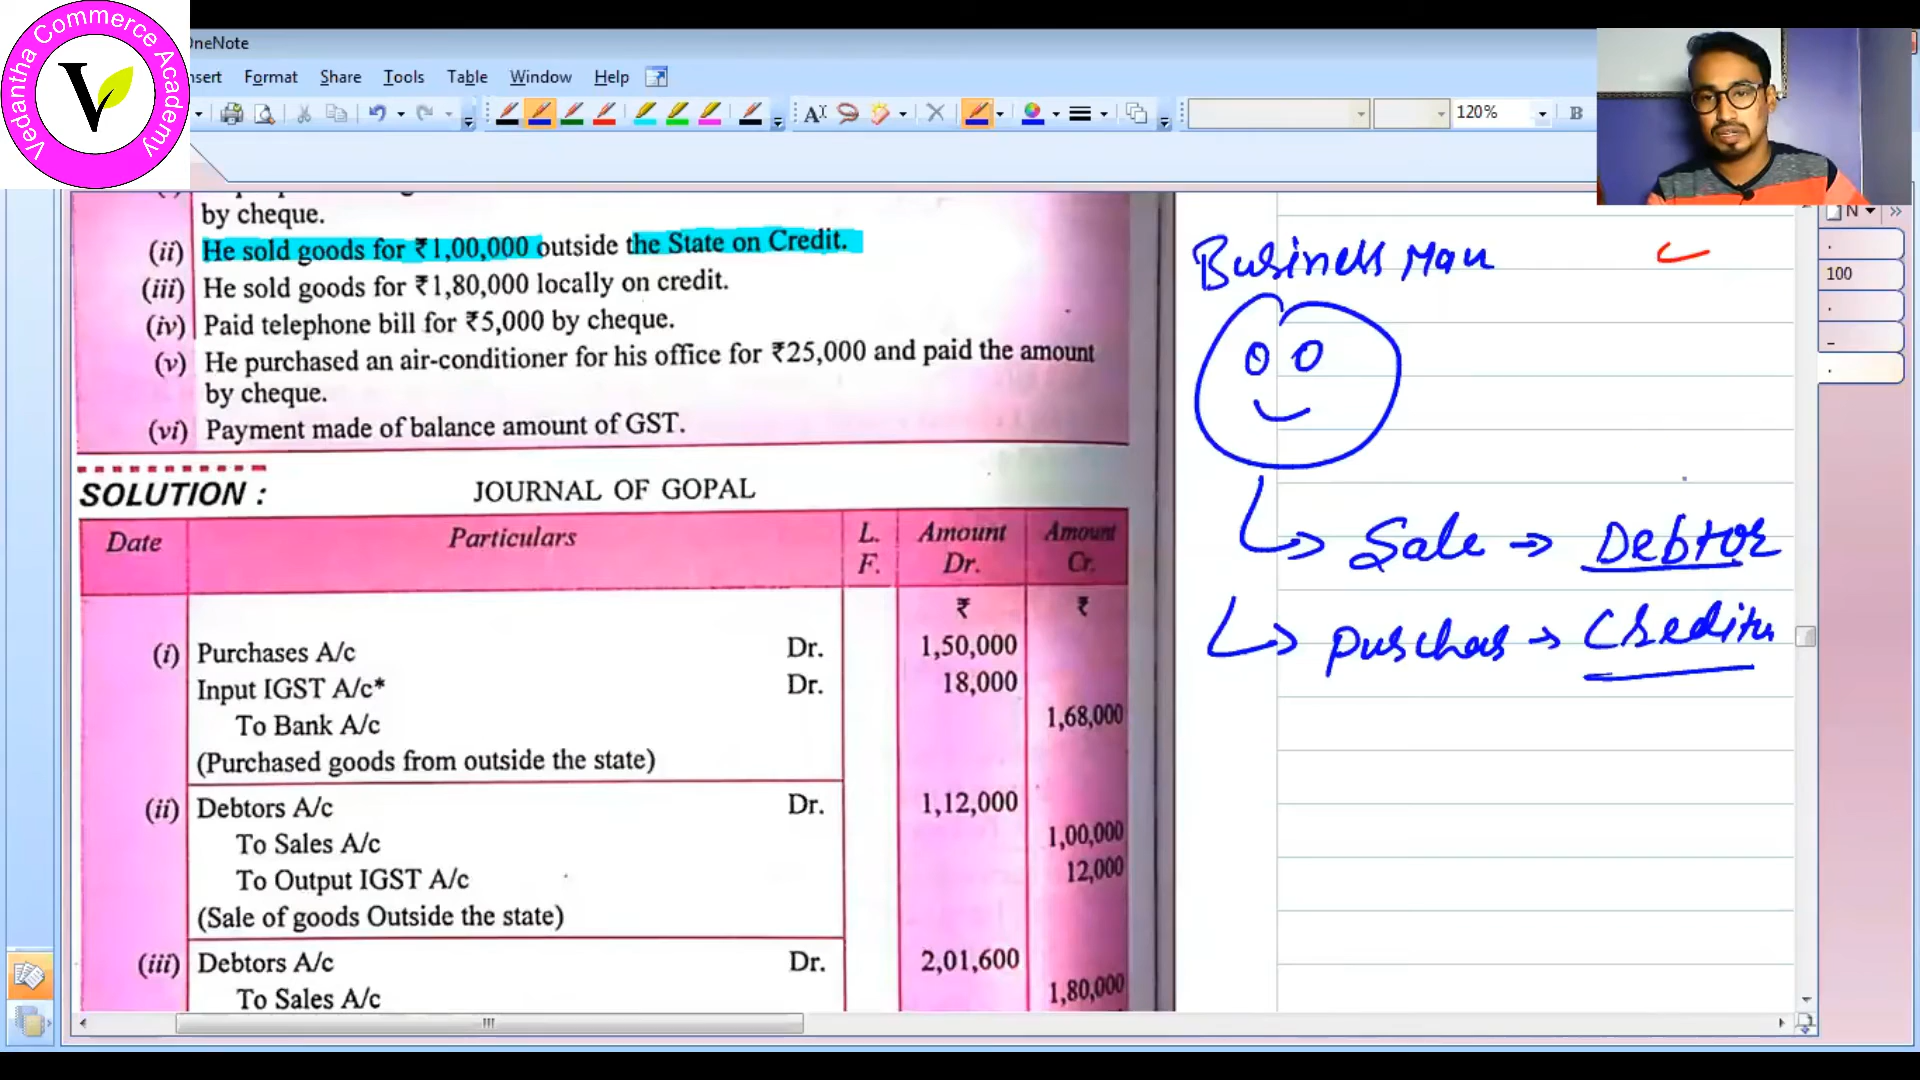 Vedantha Commerce Academy
V
OneNote
nsert Format Share Tools Table Window Help
120% B
N
100
by cheque.
(ii) He sold goods for ₹1,00,000 outside the State on Credit.
(iii) He sold goods for ₹1,80,000 locally on credit.
(iv) Paid telephone bill for ₹5,000 by cheque.
(v) He purchased an air-conditioner for his office for ₹25,000 and paid the amount
by cheque.
(vi) Payment made of balance amount of GST.
SOLUTION : JOURNAL OF GOPAL
Date Particulars L. F. Amount Dr. Amount Cr.
₹ ₹
(i) Purchases A/c Dr. 1,50,000
Input IGST A/c* Dr. 18,000
To Bank A/c 1,68,000
(Purchased goods from outside the state)
(ii) Debtors A/c Dr. 1,12,000
To Sales A/c 1,00,000
To Output IGST A/c 12,000
(Sale of goods Outside the state)
(iii) Debtors A/c Dr. 2,01,600
To Sales A/c 1,80,000
Business Man
Sale → Debtor
purchas →